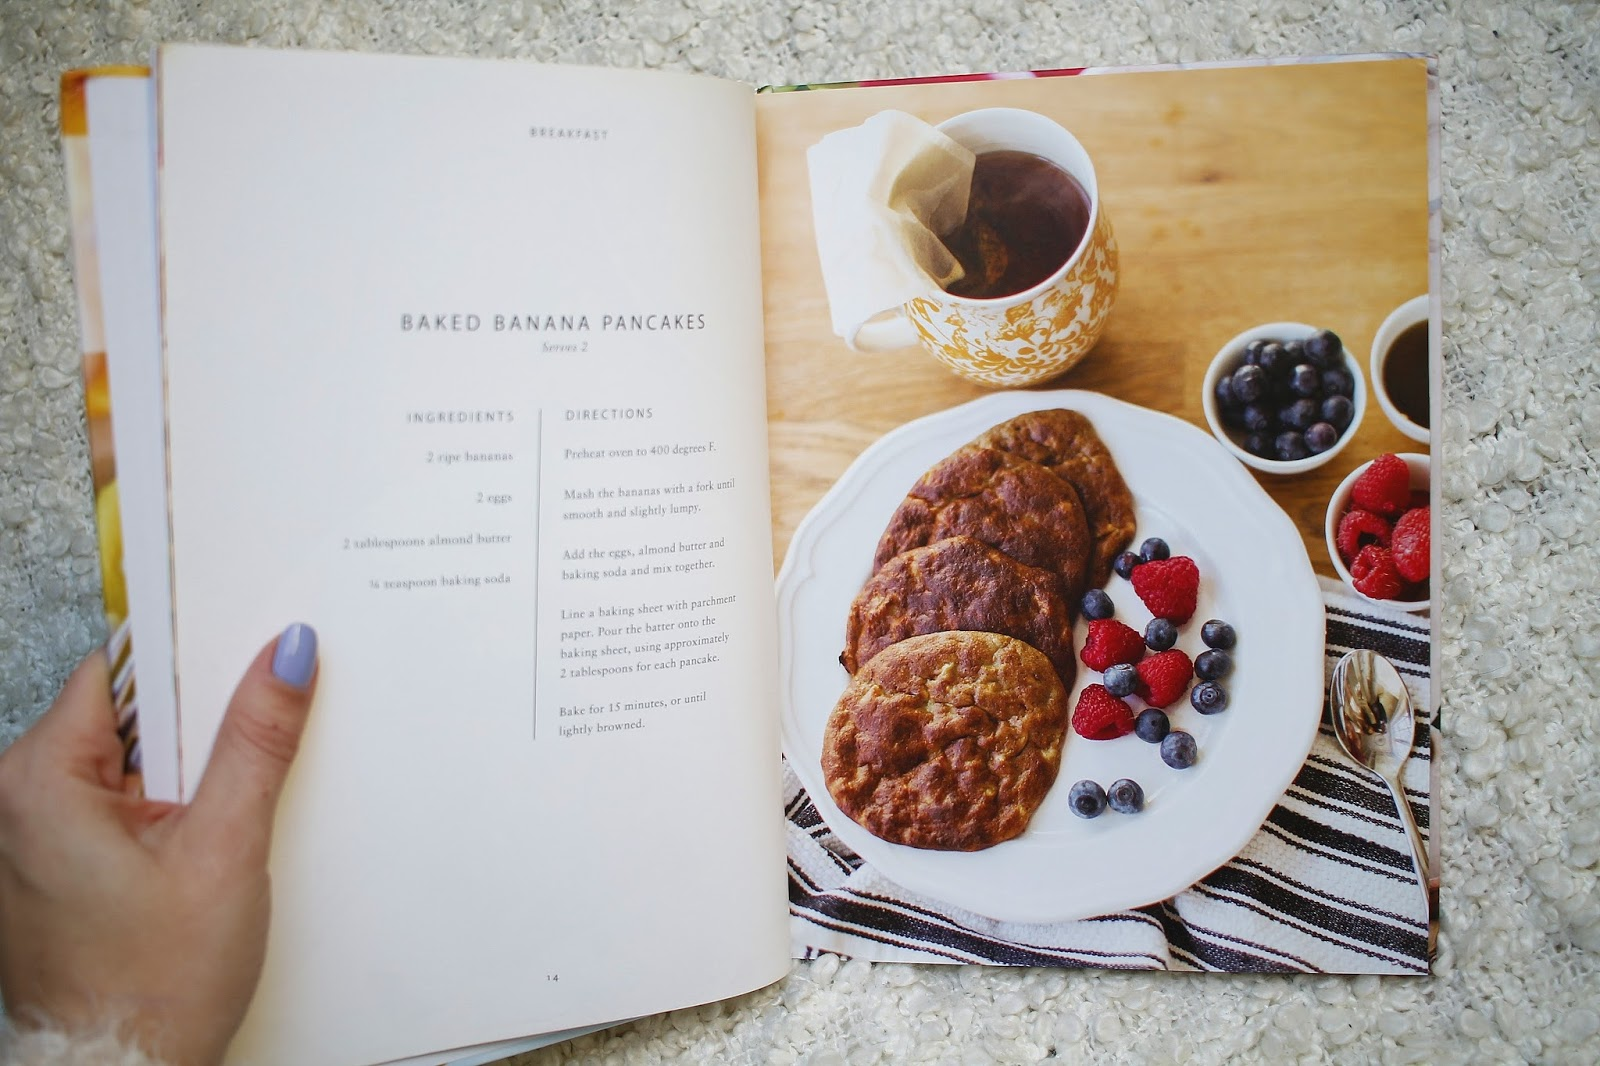 BREAKFAST
BAKED BANANA PANCAKES
Serves 2
INGREDIENTS
2 ripe bananas
2 eggs
2 tablespoons almond butter
teaspoon baking soda
DIRECTIONS
Preheat oven to 400 degrees F.
Mash the bananas with a fork until
smooth and slightly lumpy.
Add the eggs, almond butter and
baking soda and mix together.
Line a baking sheet with parchment
paper. Pour the batter onto the
baking sheet, using approximately
2 tablespoons for each pancake.
Bake for 15 minutes, or until
lightly browned.
14